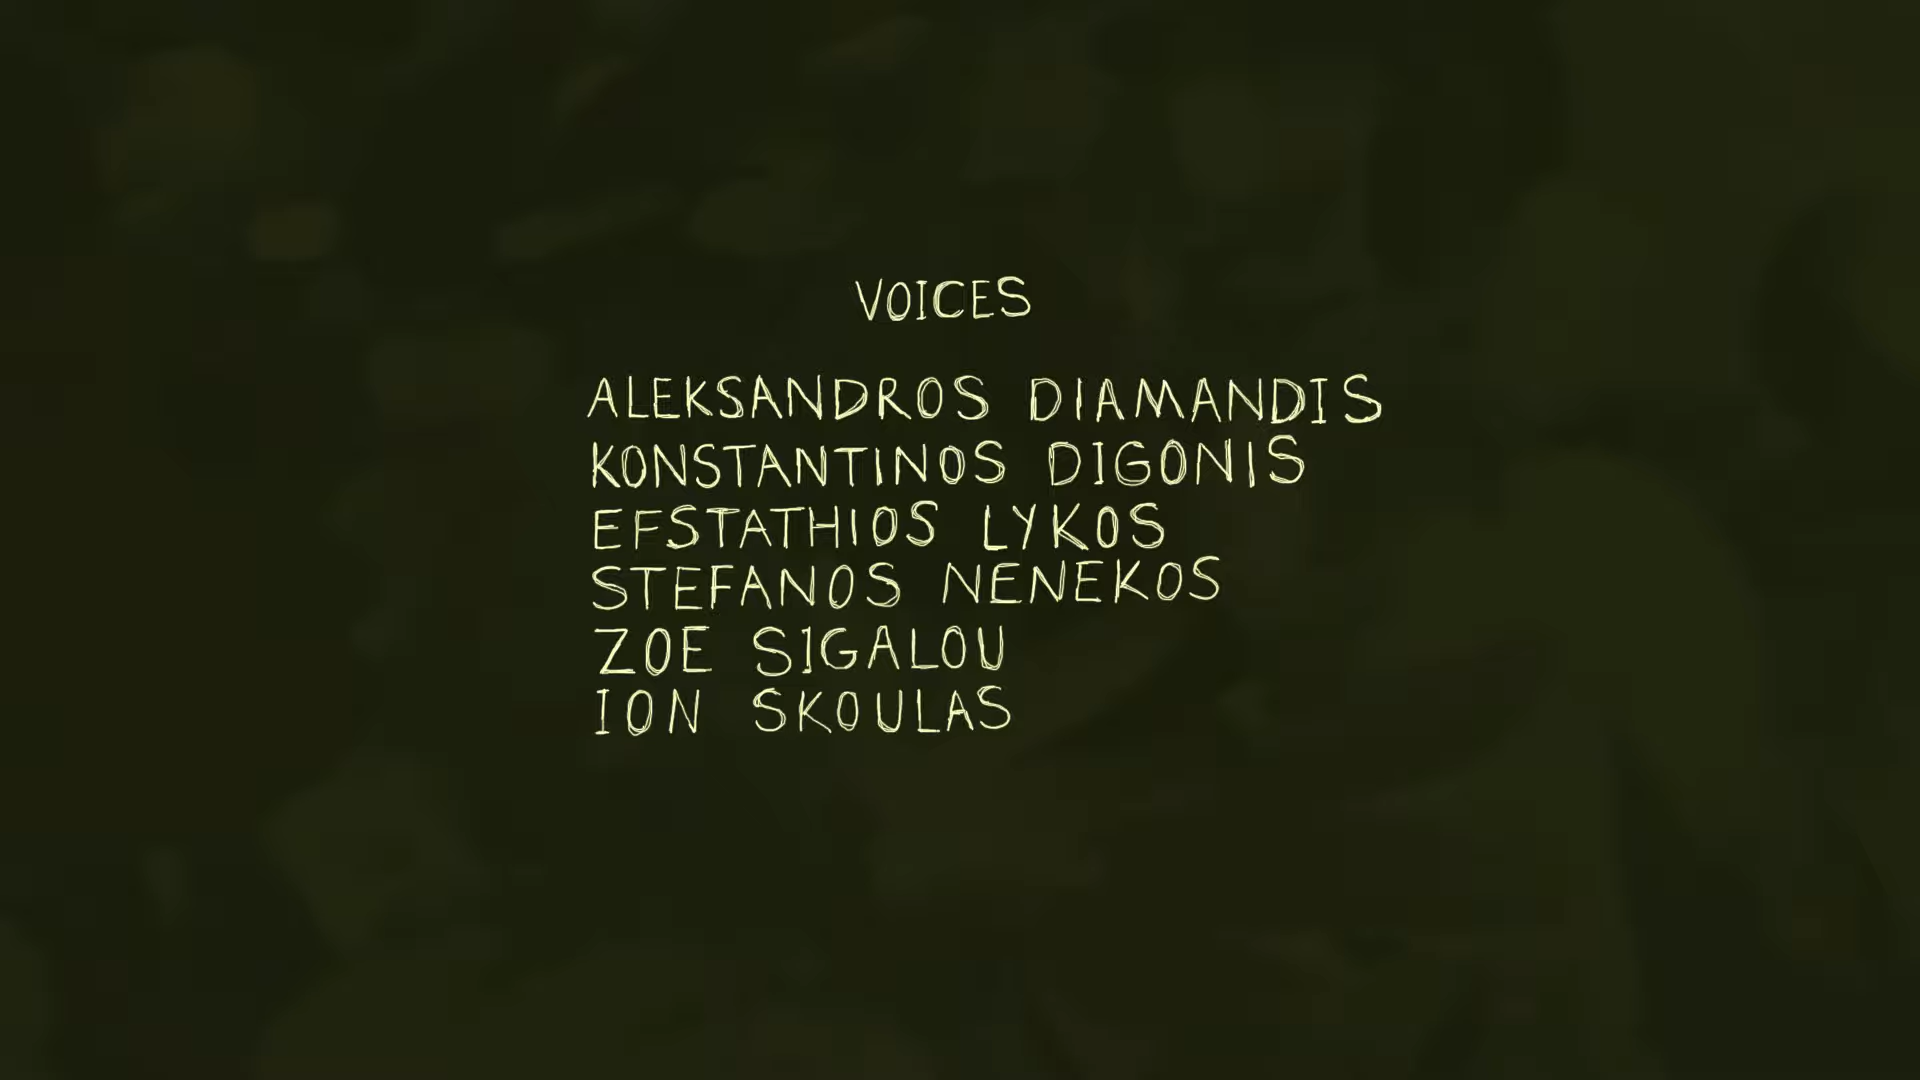 VOICES
ALEKSANDROS DIAMANDIS
KONSTANTINOS DIGONIS
EFSTATHIOS LYKOS
STEFANOS NENEKOS
ZOE SIGALOU
ION SKOULAS